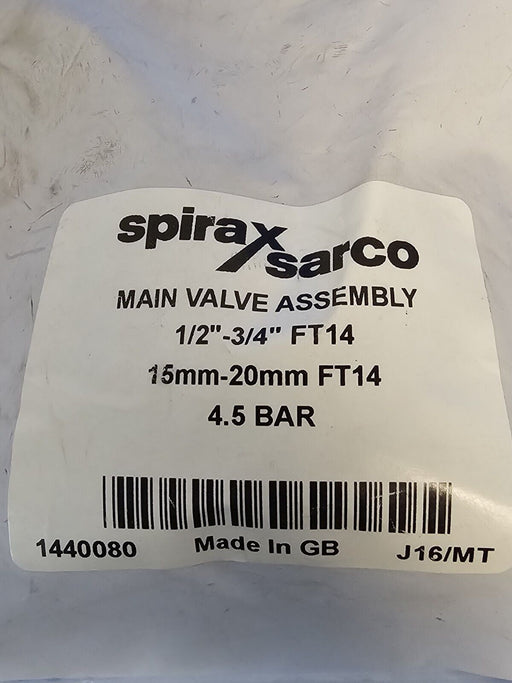 spirax
sarco
MAIN VALVE ASSEMBLY
1/2"-3/4" FT14
15mm-20mm FT14
4.5 BAR
1440080 Made In GB J16/MT